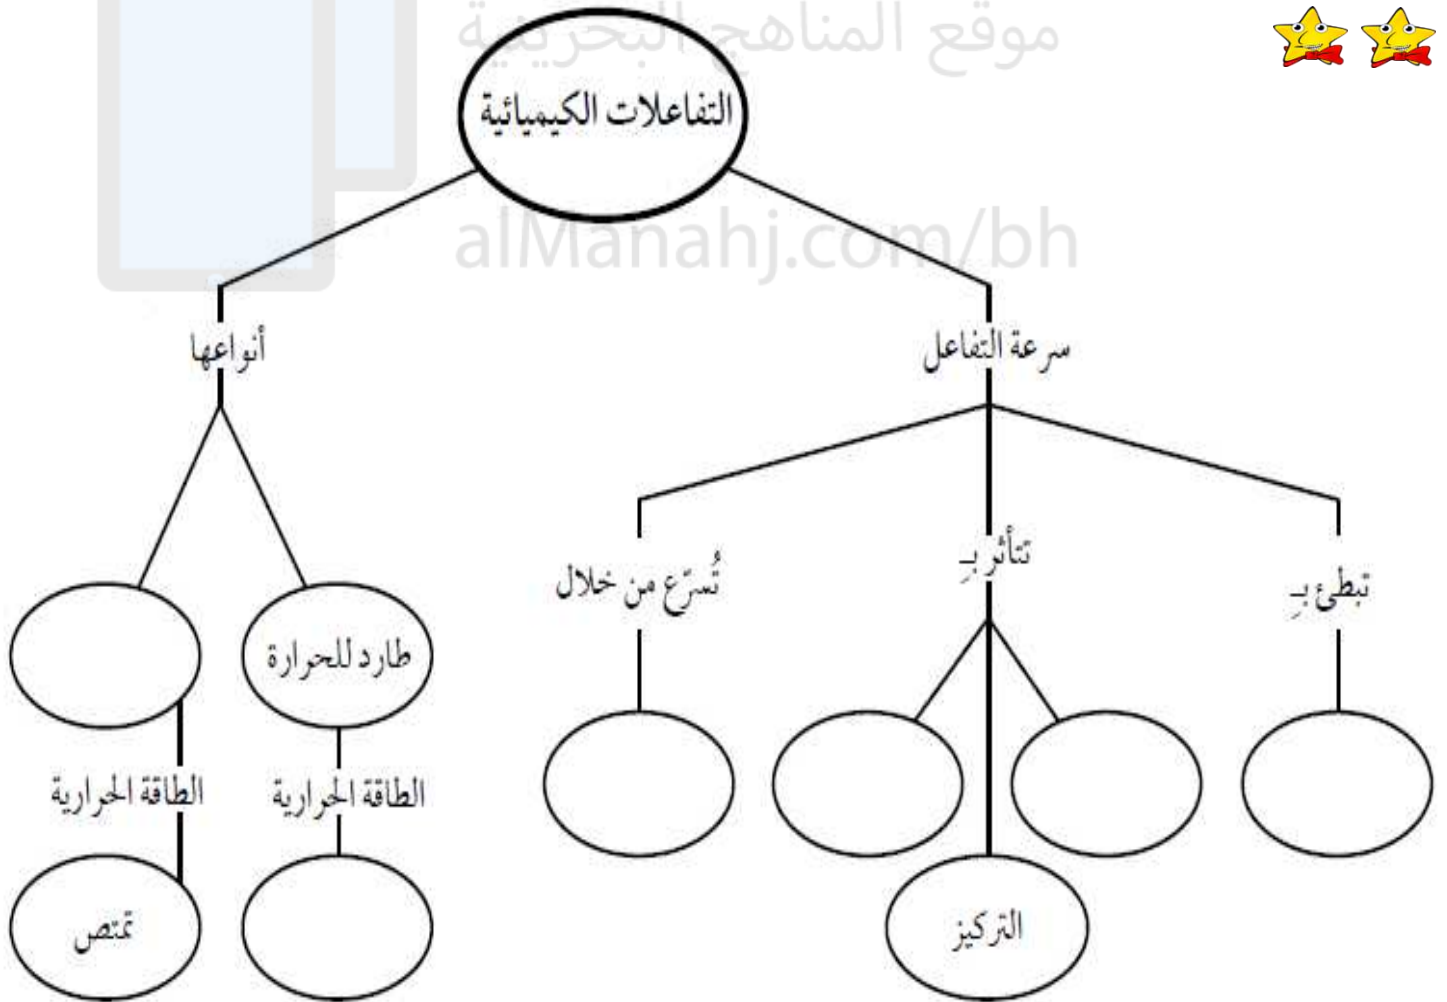 موقع المناهج البحرينية
التفاعلات الكيميائية
alManahj.com/bh
سرعة التفاعل
أنواعها
تبطئ بـِ
تتأثر بـِ
تُسرّع من خلال
طارد للحرارة
الطاقة الحرارية
الطاقة الحرارية
التركيز
تمتص